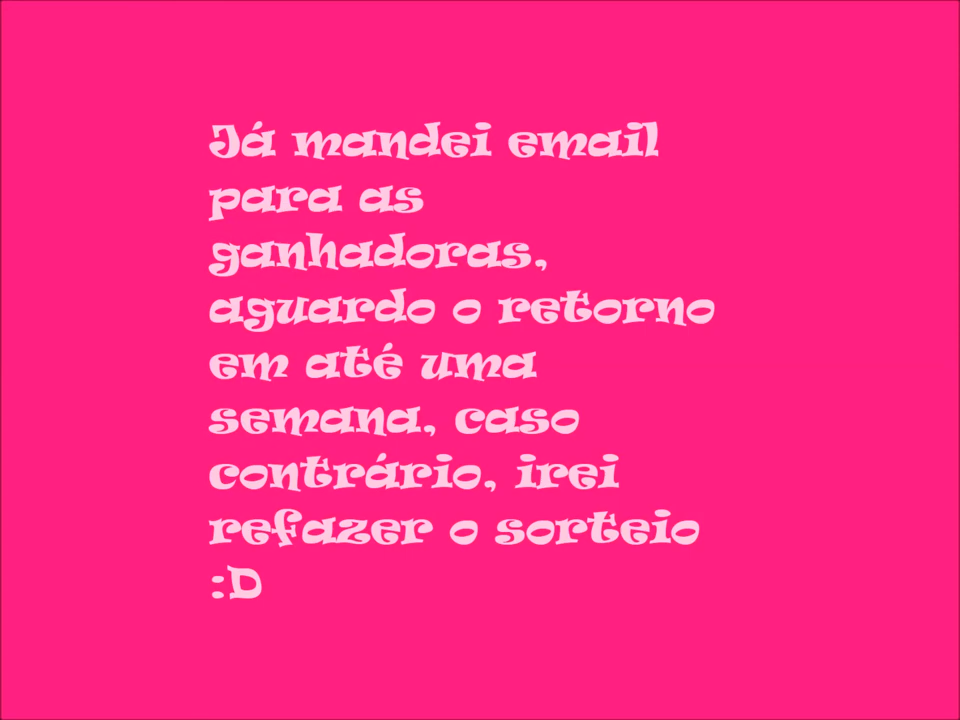 Já mandei email
para as
ganhadoras,
aguardo o retorno
em até uma
semana, caso
contrário, irei
refazer o sorteio
:D